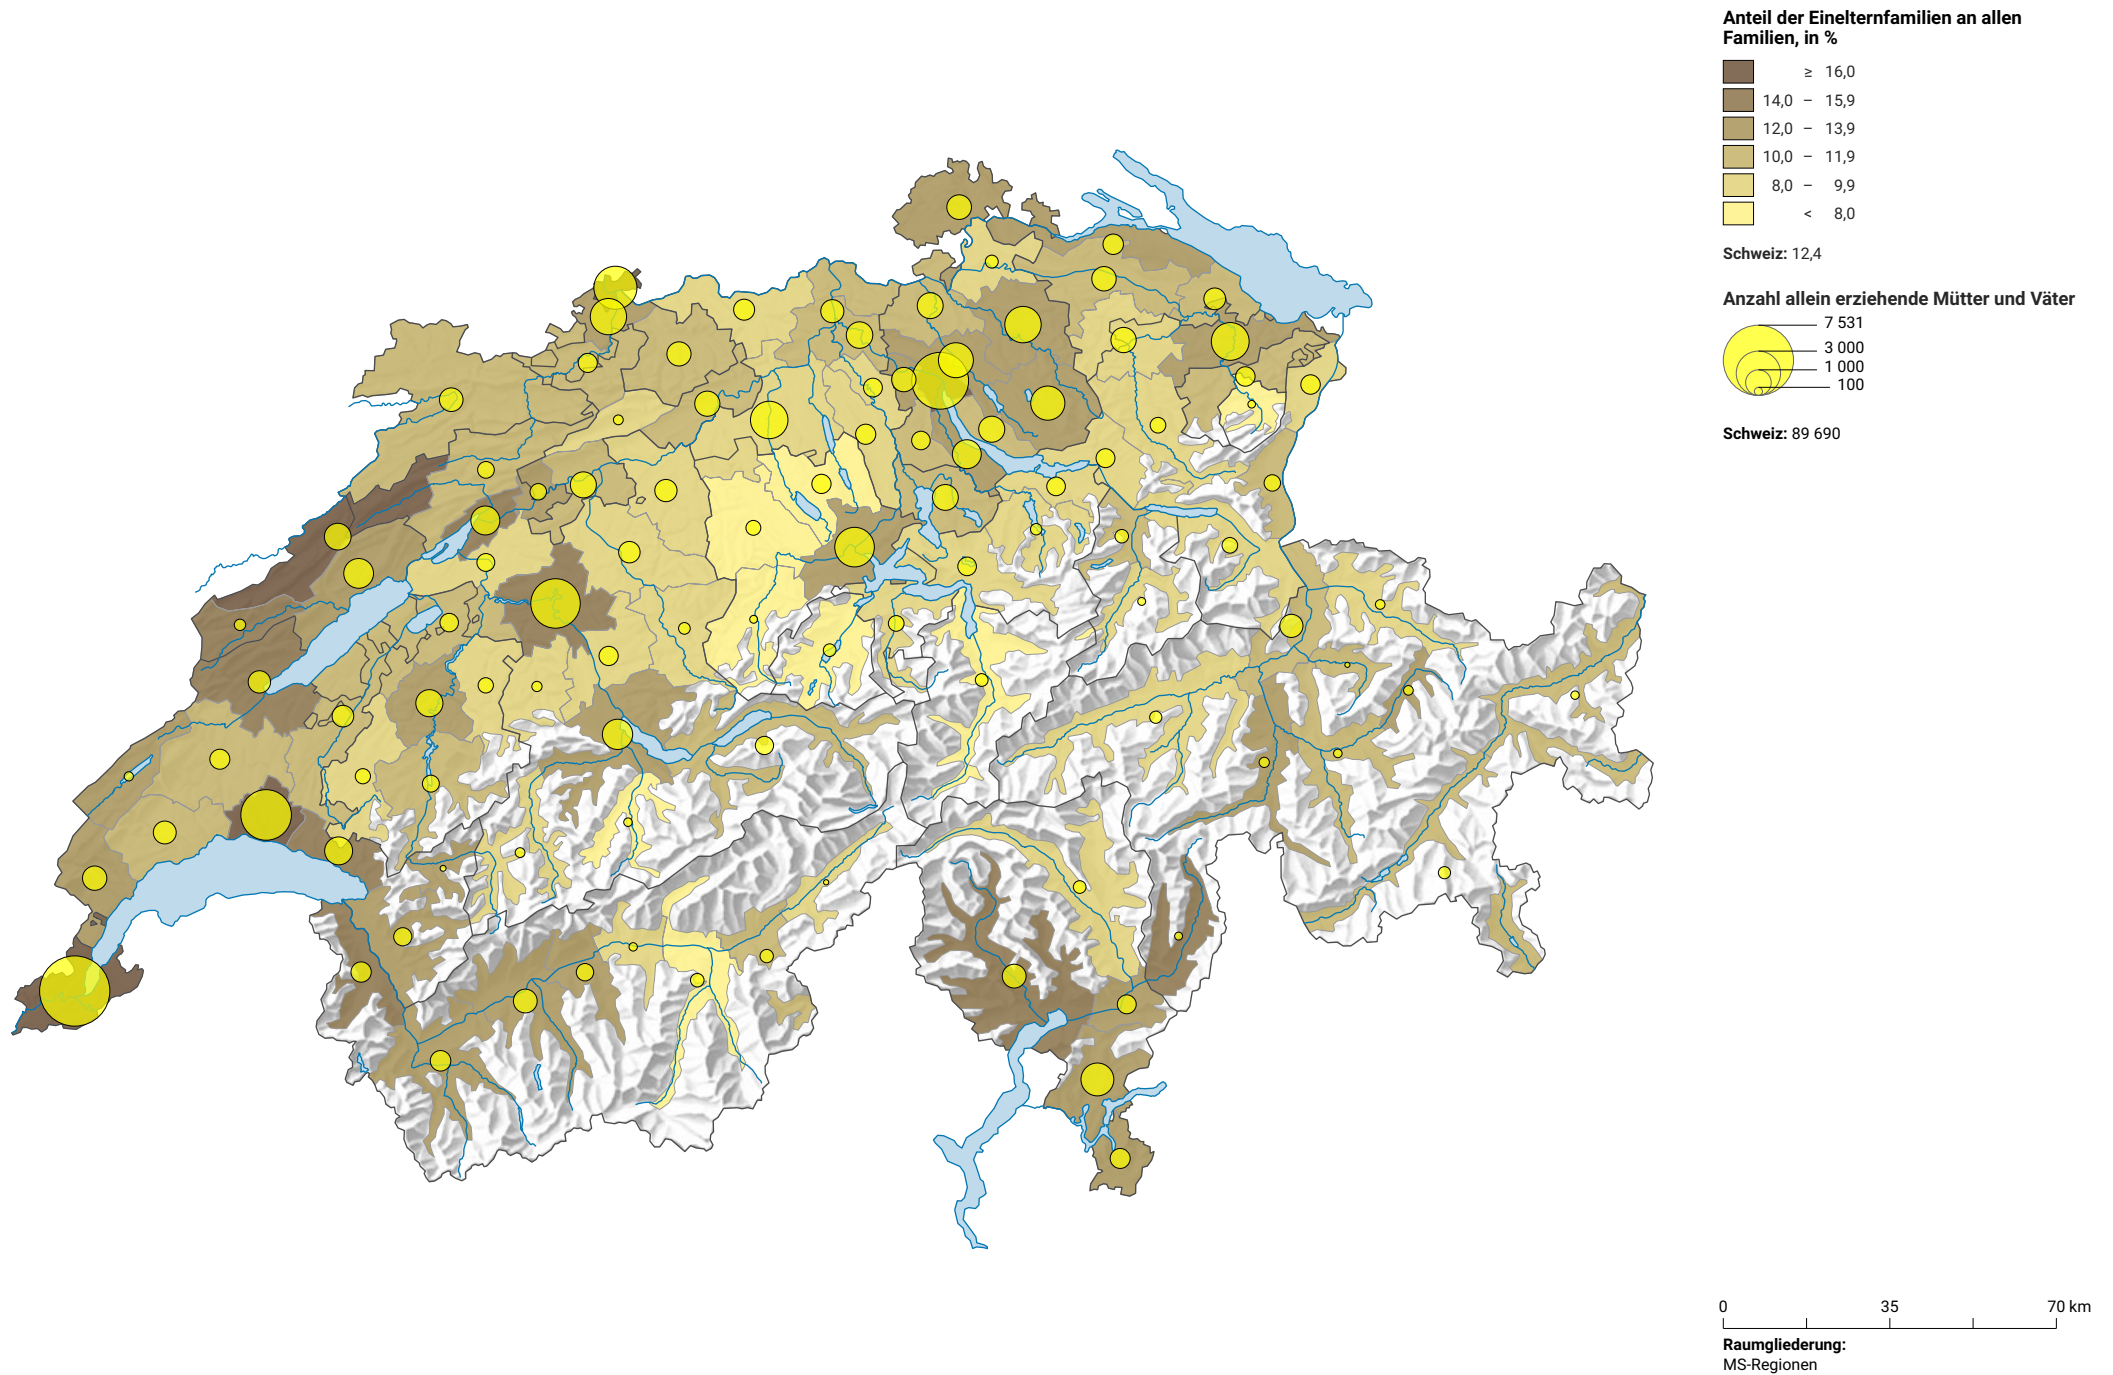 Anteil der Einelternfamilien an allen
Familien, in %
≥ 16,0
14,0 – 15,9
12,0 – 13,9
10,0 – 11,9
8,0 – 9,9
< 8,0
Schweiz: 12,4
Anzahl allein erziehende Mütter und Väter
7 531
3 000
1 000
100
Schweiz: 89 690
0 35 70 km
Raumgliederung:
MS-Regionen